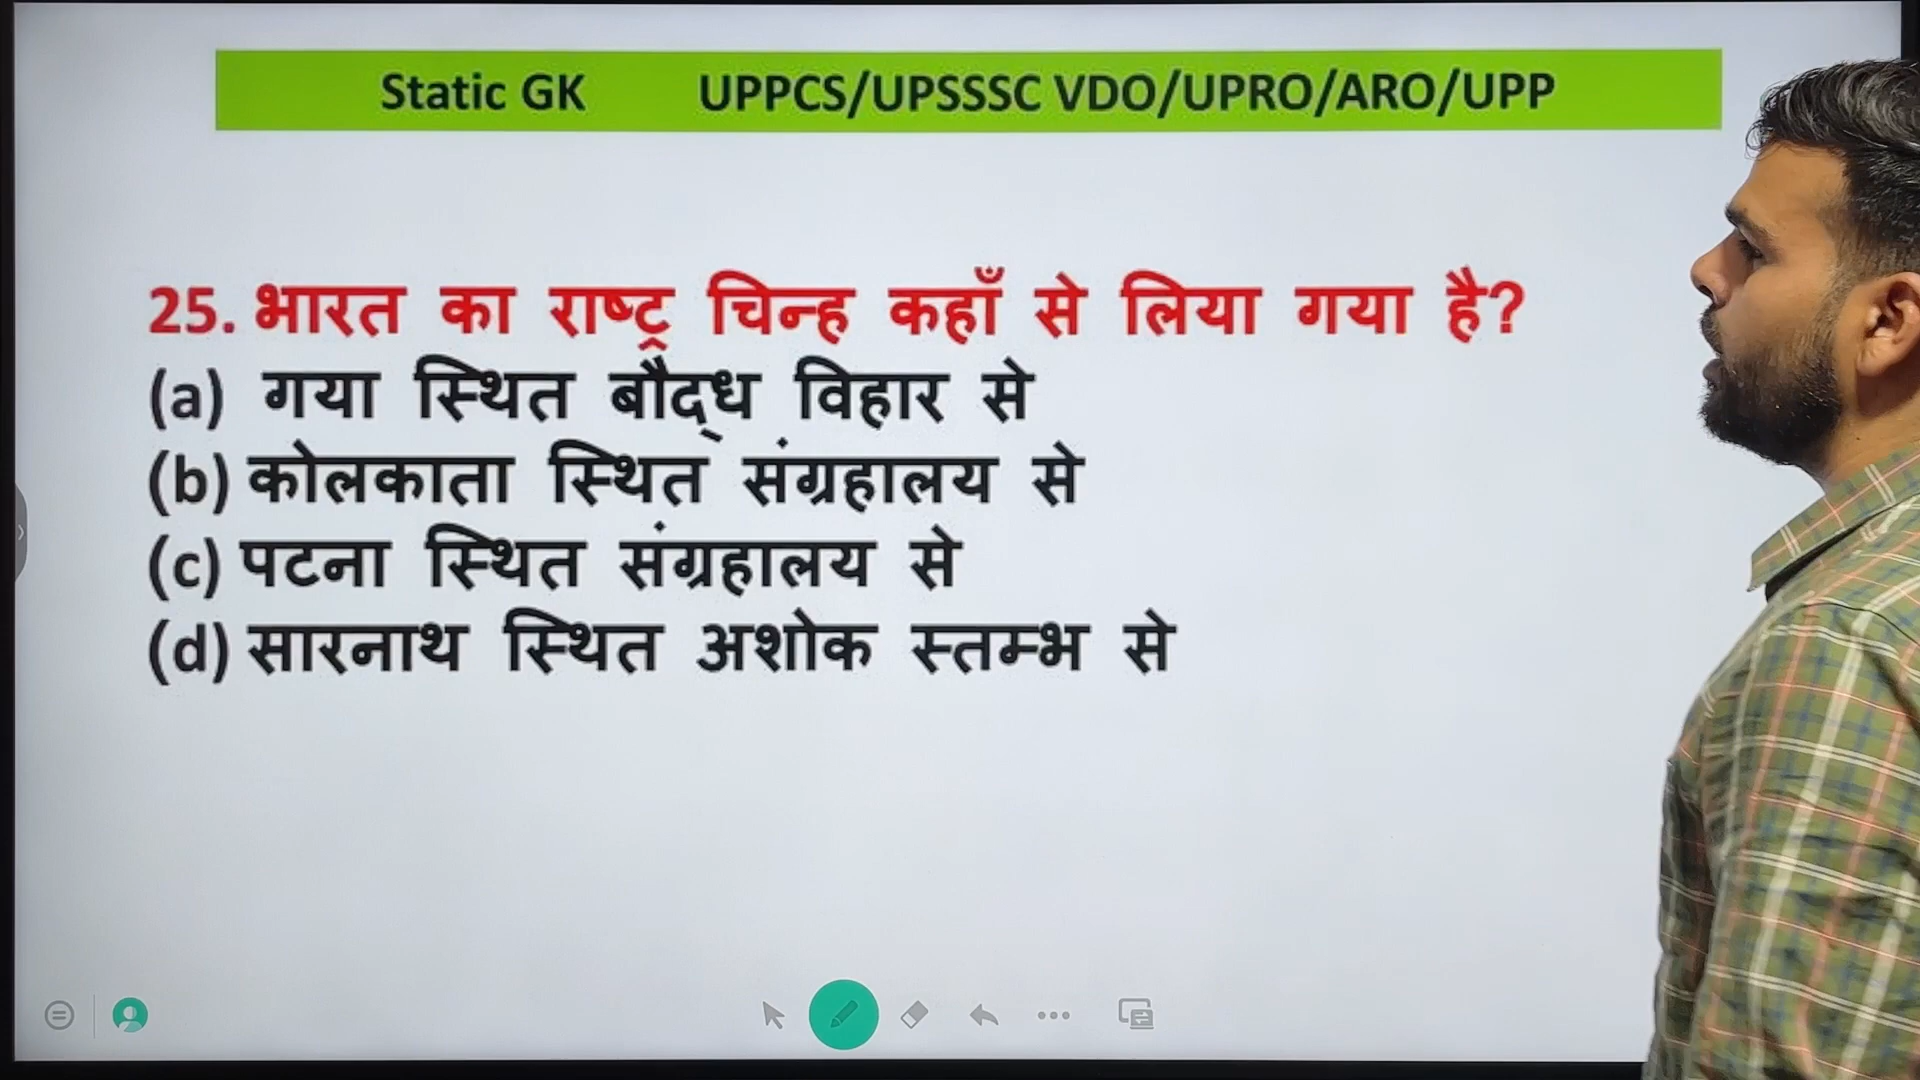 Static GK UPPCS/UPSSSC VDO/UPRO/ARO/UPP
25. भारत का राष्ट्र चिन्ह कहाँ से लिया गया है?
(a) गया स्थित बौद्ध विहार से
(b) कोलकाता स्थित संग्रहालय से
(c) पटना स्थित संग्रहालय से
(d) सारनाथ स्थित अशोक स्तम्भ से